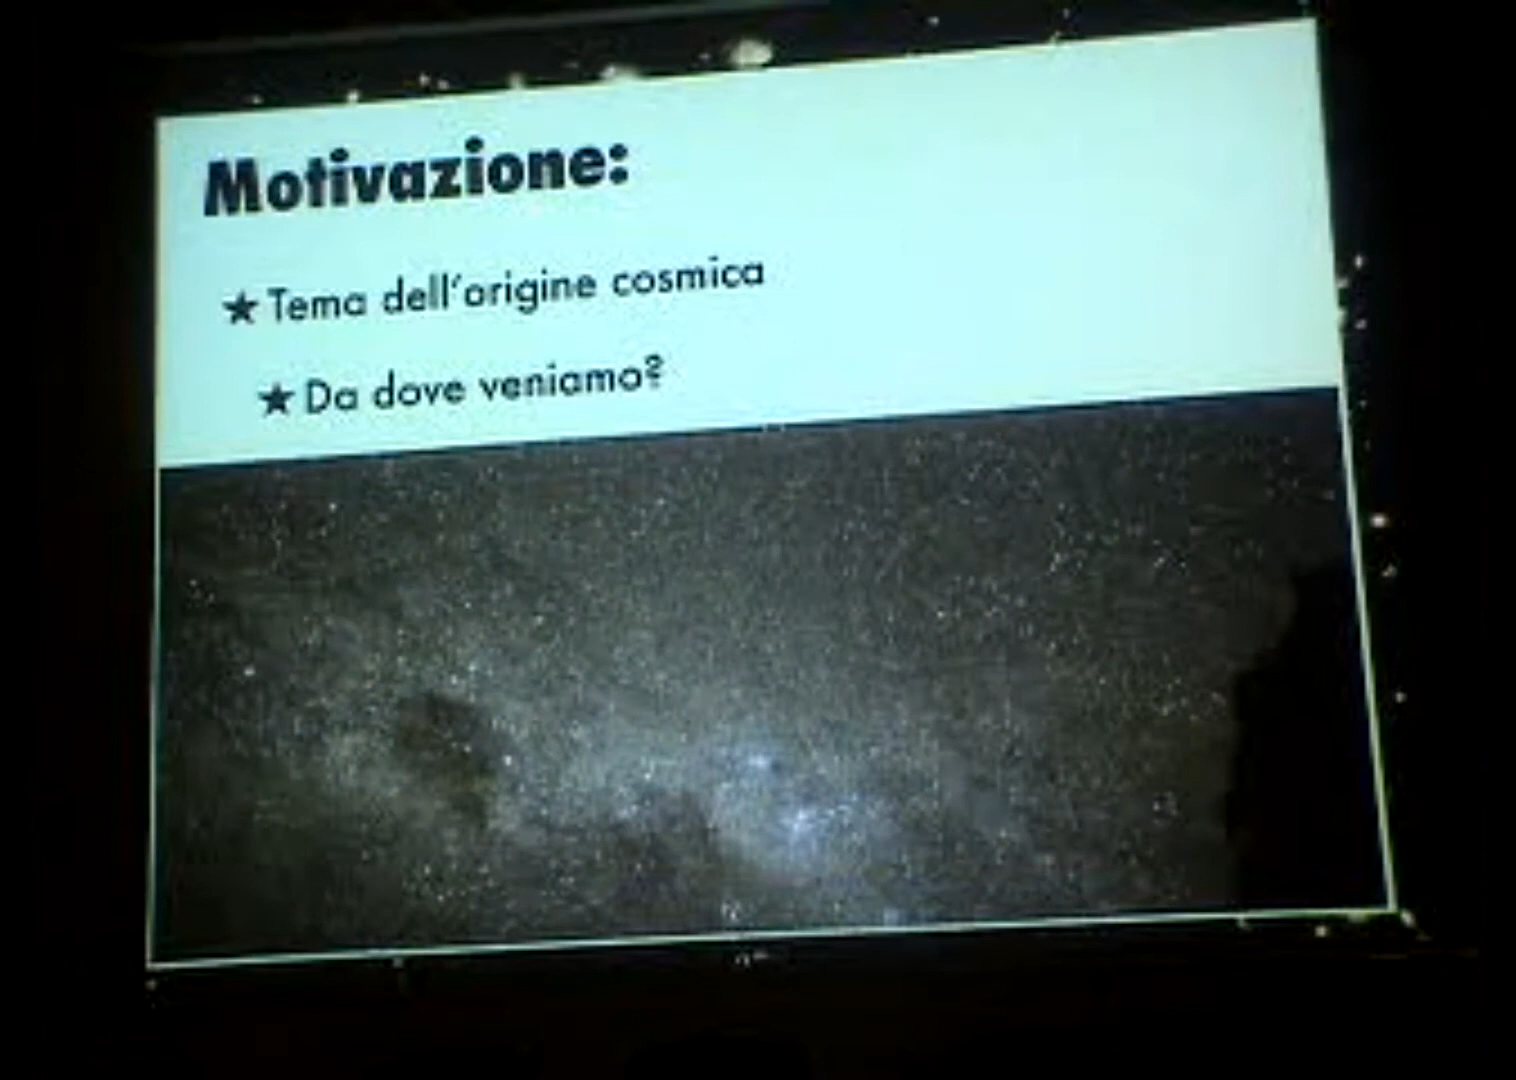 Motivazione:
★ Tema dell'origine cosmica
★ Da dove veniamo?